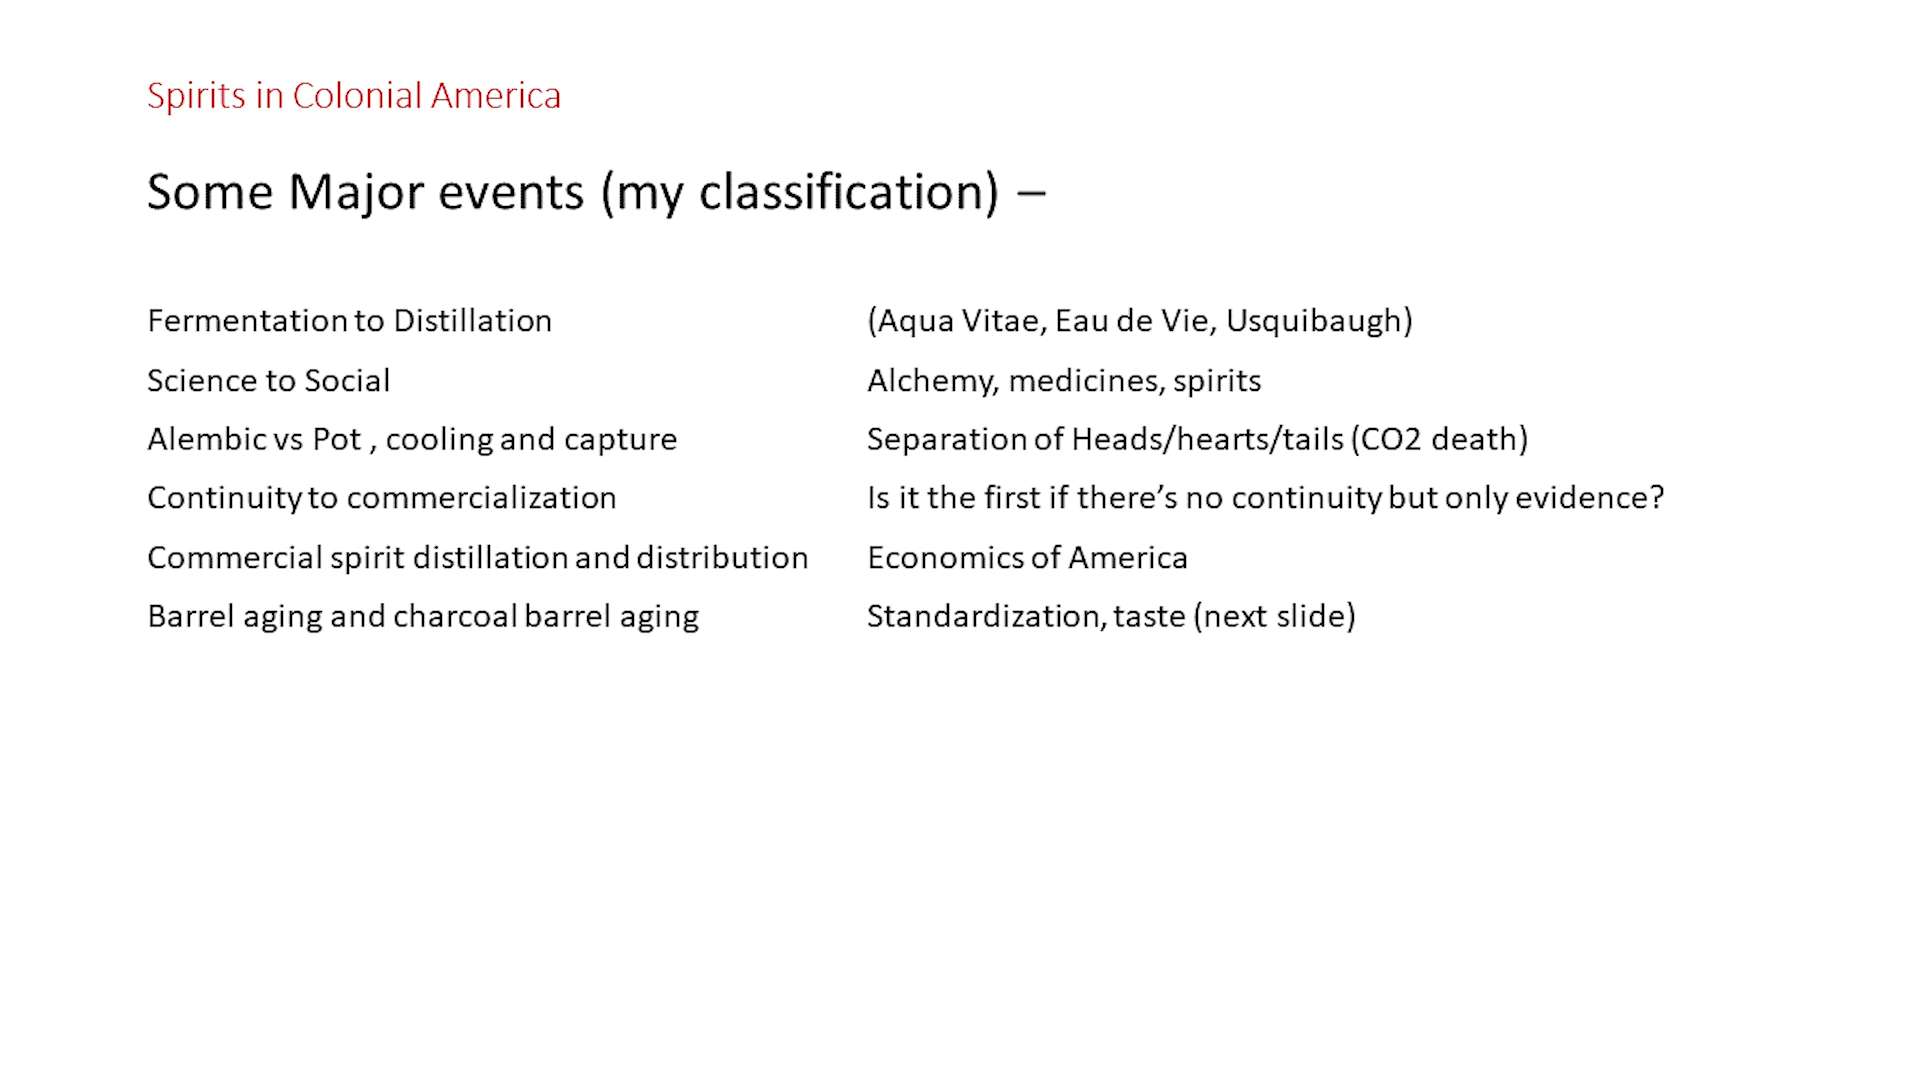 Spirits in Colonial America
Some Major events (my classification) –
Fermentation to Distillation (Aqua Vitae, Eau de Vie, Usquibaugh)
Science to Social Alchemy, medicines, spirits
Alembic vs Pot , cooling and capture Separation of Heads/hearts/tails (CO2 death)
Continuity to commercialization Is it the first if there’s no continuity but only evidence?
Commercial spirit distillation and distribution Economics of America
Barrel aging and charcoal barrel aging Standardization, taste (next slide)